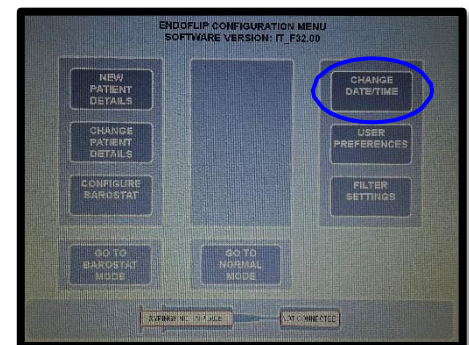 ENDOFLIP CONFIGURATION MENU
SOFTWARE VERSION: IT_F32.00
NEW
PATIENT
DETAILS
CHANGE
PATIENT
DETAILS
CONFIGURE
BAROSTAT
CHANGE
DATE/TIME
USER
PREFERENCES
FILTER
SETTINGS
GO TO
BAROSTAT
MODE
GO TO
NORMAL
MODE
NOT CONNECTED